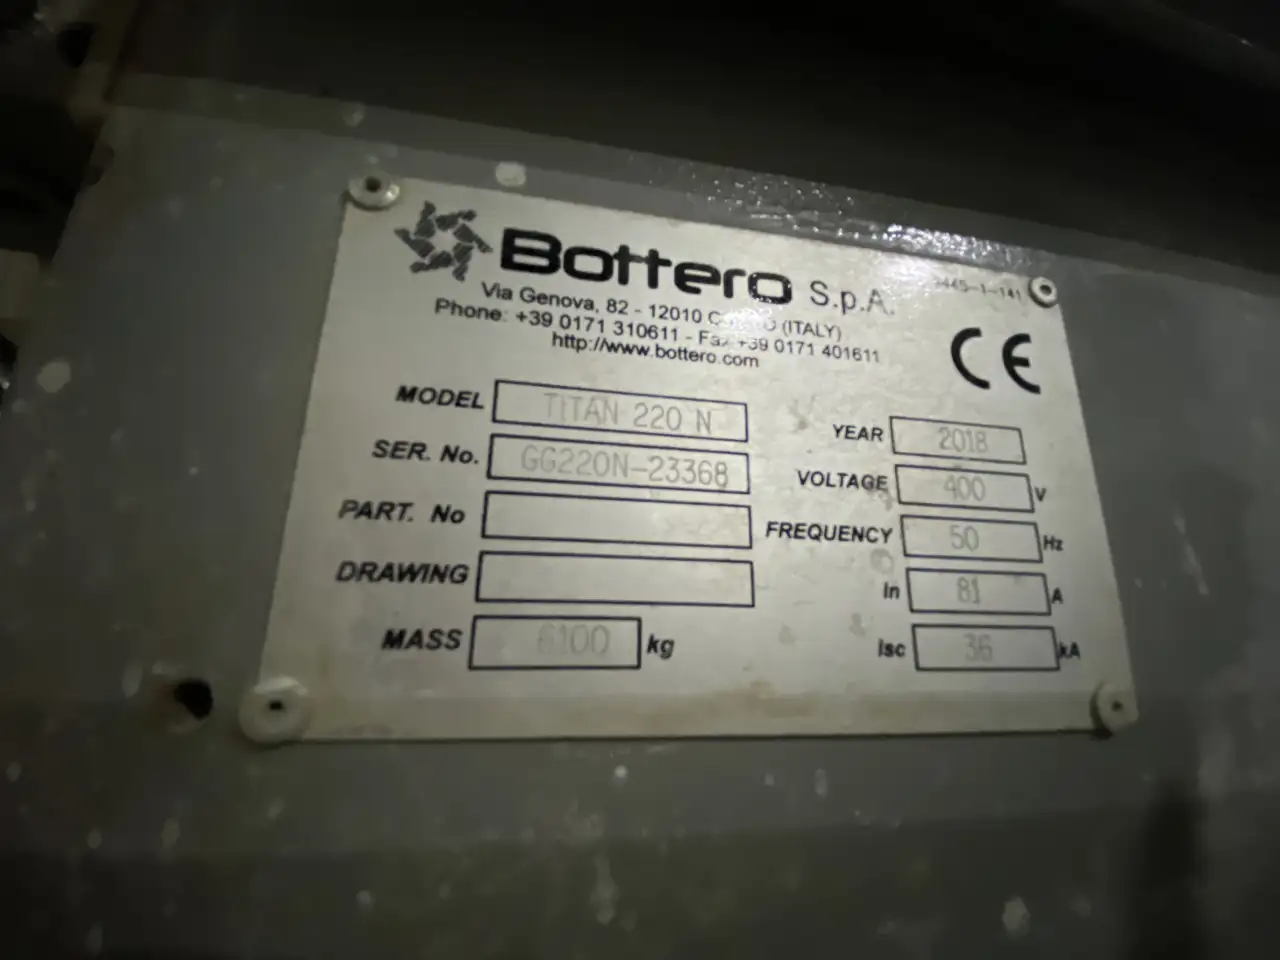 Bottero S.p.A.
Via Genova, 82 - 12010 (ITALY)
Phone: +39 0171 310611 - Fax +39 0171 401611
http://www.bottero.com
CE
MODEL TITAN 220 N
SER. No. GG220N-23368
PART. No
DRAWING
MASS 6100 kg
YEAR 2018
VOLTAGE 400 V
FREQUENCY 50 Hz
In 81 A
Isc 36 kA